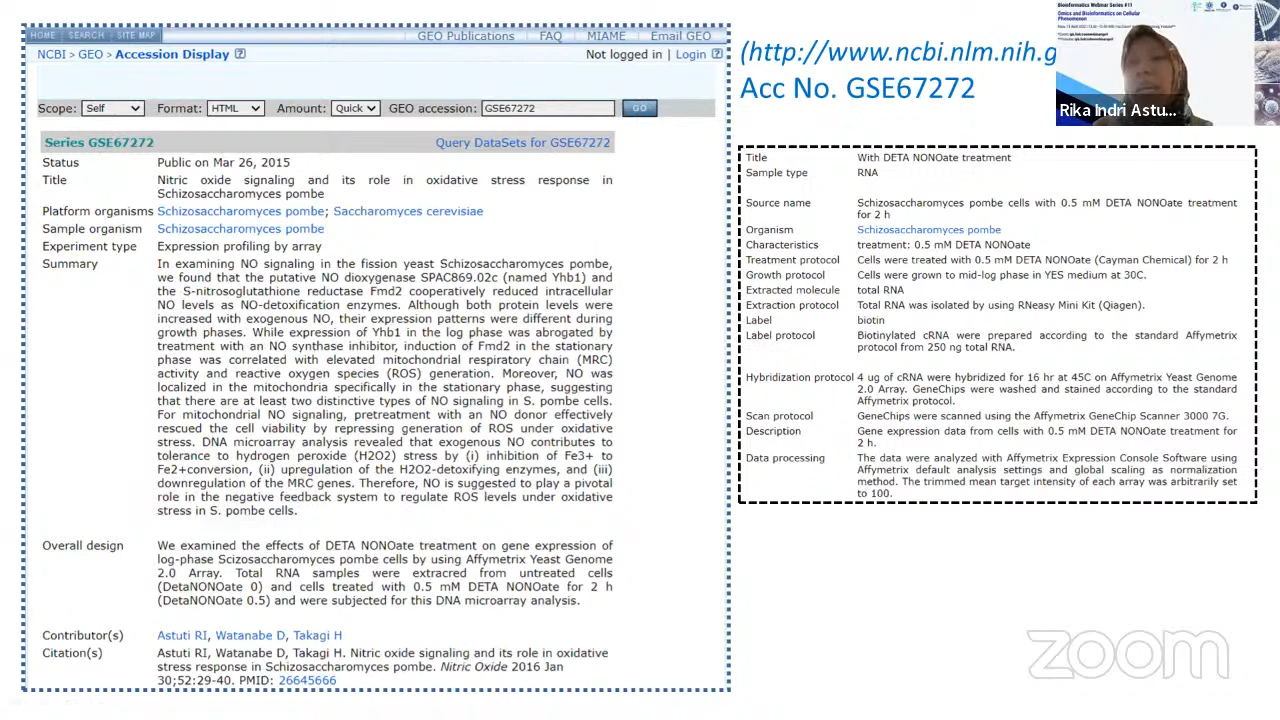 HOME SEARCH SITE MAP
GEO Publications FAQ MIAME Email GEO
NCBI > GEO > Accession Display
Not logged in | Login
Scope: Self Format: HTML Amount: Quick GEO accession: GSE67272 GO
Series GSE67272 Query DataSets for GSE67272
Status Public on Mar 26, 2015
Title Nitric oxide signaling and its role in oxidative stress response in
Schizosaccharomyces pombe
Platform organisms Schizosaccharomyces pombe; Saccharomyces cerevisiae
Sample organism Schizosaccharomyces pombe
Experiment type Expression profiling by array
Summary In examining NO signaling in the fission yeast Schizosaccharomyces pombe,
we found that the putative NO dioxygenase SPAC869.02c (named Yhb1) and
the S-nitrosoglutathione reductase Fmd2 cooperatively reduced intracellular
NO levels as NO-detoxification enzymes. Although both protein levels were
increased with exogenous NO, their expression patterns were different during
growth phases. While expression of Yhb1 in the log phase was abrogated by
treatment with an NO synthase inhibitor, induction of Fmd2 in the stationary
phase was correlated with elevated mitochondrial respiratory chain (MRC)
activity and reactive oxygen species (ROS) generation. Moreover, NO was
localized in the mitochondria specifically in the stationary phase, suggesting
that there are at least two distinctive types of NO signaling in S. pombe cells.
For mitochondrial NO signaling, pretreatment with an NO donor effectively
rescued the cell viability by repressing generation of ROS under oxidative
stress. DNA microarray analysis revealed that exogenous NO contributes to
tolerance to hydrogen peroxide (H2O2) stress by (i) inhibition of Fe3+ to
Fe2+conversion, (ii) upregulation of the H2O2-detoxifying enzymes, and (iii)
downregulation of the MRC genes. Therefore, NO is suggested to play a pivotal
role in the negative feedback system to regulate ROS levels under oxidative
stress in S. pombe cells.
Overall design We examined the effects of DETA NONOate treatment on gene expression of
log-phase Scizosaccharomyces pombe cells by using Affymetrix Yeast Genome
2.0 Array. Total RNA samples were extracred from untreated cells
(DetaNONOate 0) and cells treated with 0.5 mM DETA NONOate for 2 h
(DetaNONOate 0.5) and were subjected for this DNA microarray analysis.
Contributor(s) Astuti RI, Watanabe D, Takagi H
Citation(s) Astuti RI, Watanabe D, Takagi H. Nitric oxide signaling and its role in oxidative
stress response in Schizosaccharomyces pombe. Nitric Oxide 2016 Jan
30;52:29-40. PMID: 26645666
(http://www.ncbi.nlm.nih.g
Acc No. GSE67272
Bioinformatics Webinar Series #11
Omics and Bioinformatics on Cellular
Phenomenon
Rika Indri Astu...
Title With DETA NONOate treatment
Sample type RNA
Source name Schizosaccharomyces pombe cells with 0.5 mM DETA NONOate treatment
for 2 h
Organism Schizosaccharomyces pombe
Characteristics treatment: 0.5 mM DETA NONOate
Treatment protocol Cells were treated with 0.5 mM DETA NONOate (Cayman Chemical) for 2 h
Growth protocol Cells were grown to mid-log phase in YES medium at 30C.
Extracted molecule total RNA
Extraction protocol Total RNA was isolated by using RNeasy Mini Kit (Qiagen).
Label biotin
Label protocol Biotinylated cRNA were prepared according to the standard Affymetrix
protocol from 250 ng total RNA.
Hybridization protocol 4 ug of cRNA were hybridized for 16 hr at 45C on Affymetrix Yeast Genome
2.0 Array. GeneChips were washed and stained according to the standard
Affymetrix protocol.
Scan protocol GeneChips were scanned using the Affymetrix GeneChip Scanner 3000 7G.
Description Gene expression data from cells with 0.5 mM DETA NONOate treatment for
2 h.
Data processing The data were analyzed with Affymetrix Expression Console Software using
Affymetrix default analysis settings and global scaling as normalization
method. The trimmed mean target intensity of each array was arbitrarily set
to 100.
zoom